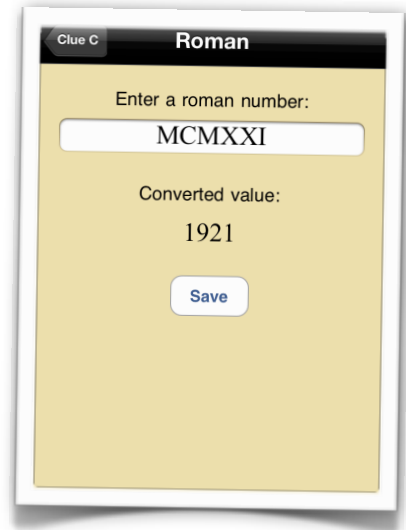 Clue C Roman
Enter a roman number:
MCMXXI
Converted value:
1921
Save